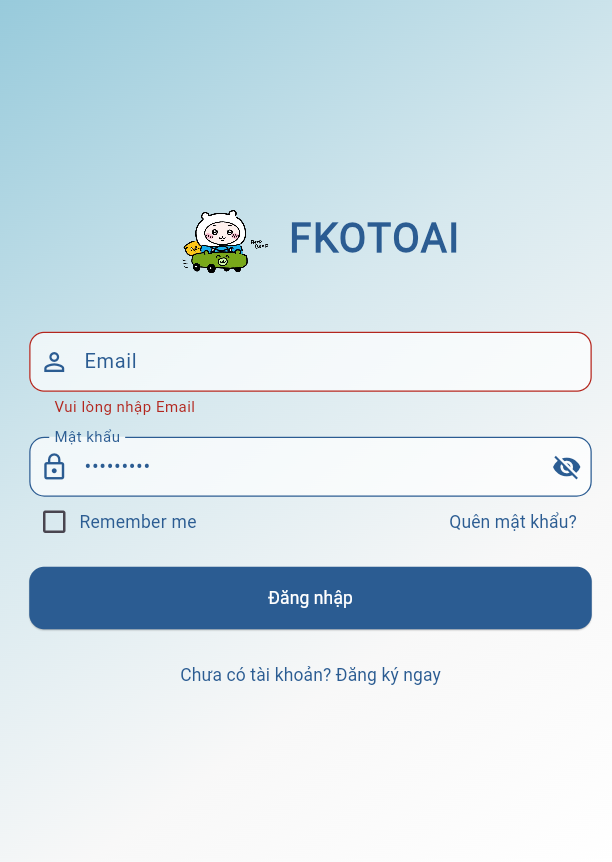 FKOTOAI
Email
Vui lòng nhập Email
Mật khẩu
•••••••••
Remember me
Quên mật khẩu?
Đăng nhập
Chưa có tài khoản? Đăng ký ngay